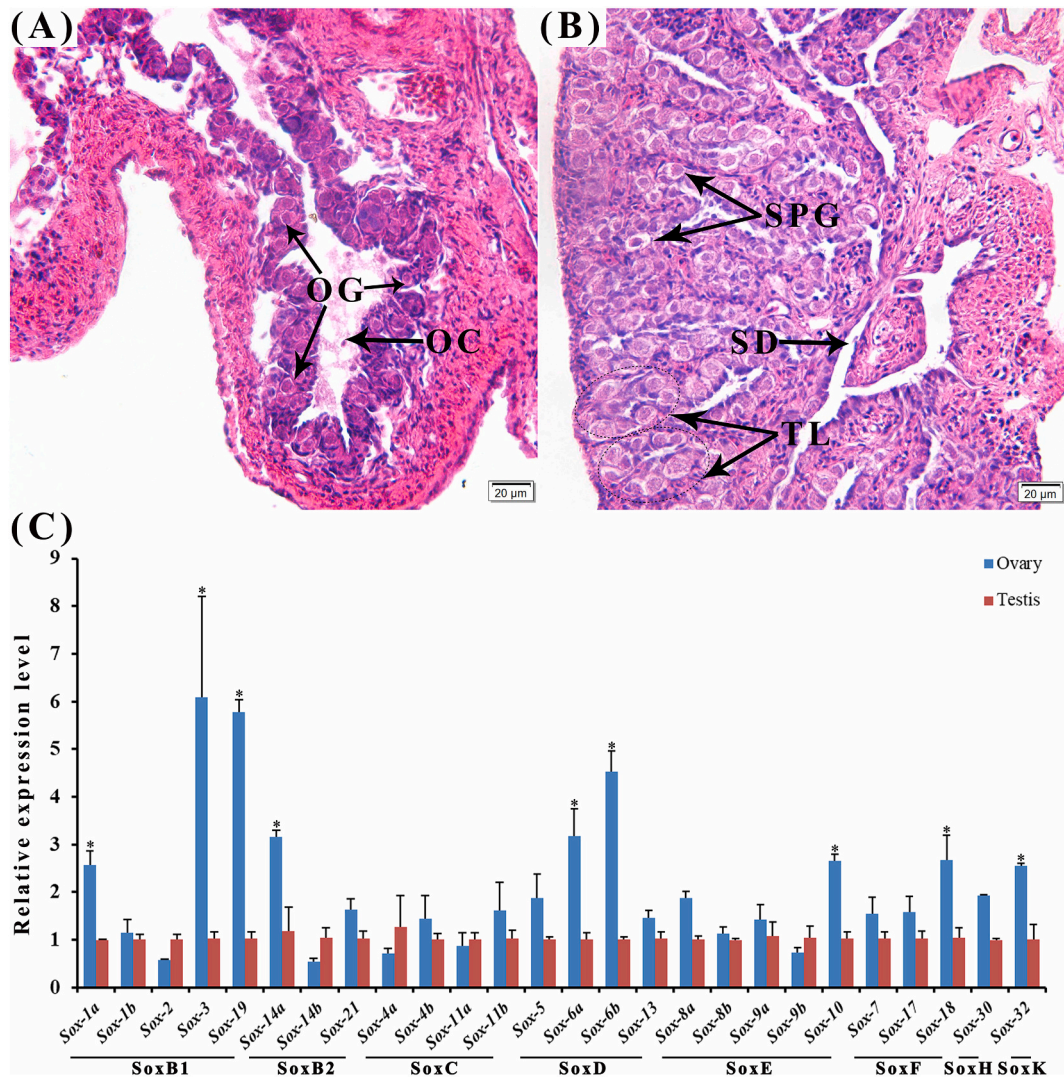 (A)
OG
OC
20 μm
(B)
SPG
SD
TL
20 μm
(C)
Relative expression level
9
8
7
6
5
4
3
2
1
0
Ovary
Testis
*
*
*
*
*
*
*
*
*
Sox-1a
Sox-1b
Sox-2
Sox-3
Sox-19
Sox-14a
Sox-14b
Sox-21
Sox-4a
Sox-4b
Sox-11a
Sox-11b
Sox-5
Sox-6a
Sox-6b
Sox-13
Sox-8a
Sox-8b
Sox-9a
Sox-9b
Sox-10
Sox-7
Sox-17
Sox-18
Sox-30
Sox-32
SoxB1
SoxB2
SoxC
SoxD
SoxE
SoxF
SoxH
SoxK